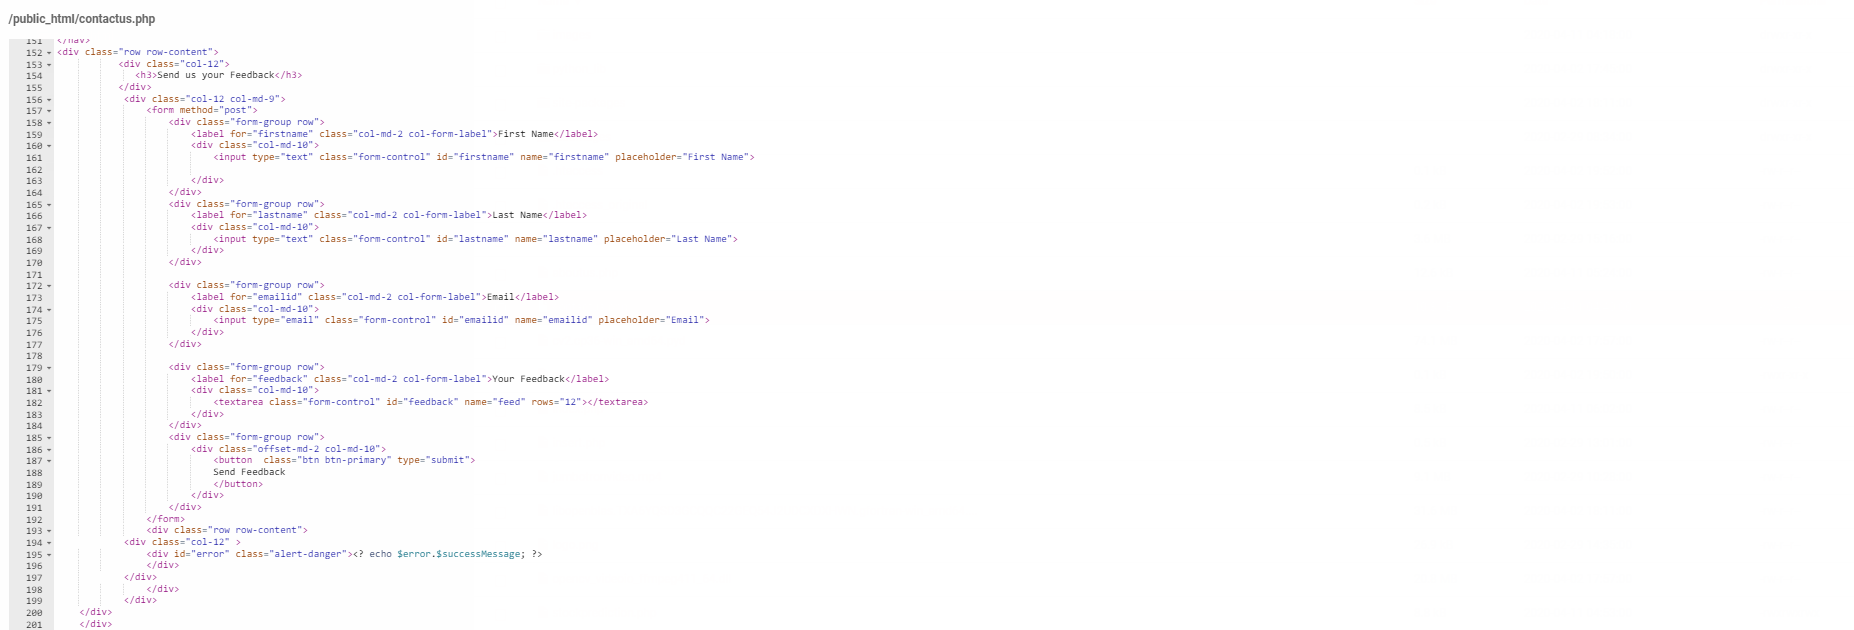 /public_html/contactus.php
151 </nav>
152 <div class="row row-content">
153 <div class="col-12">
154 <h3>Send us your Feedback</h3>
155 </div>
156 <div class="col-12 col-md-9">
157 <form method="post">
158 <div class="form-group row">
159 <label for="firstname" class="col-md-2 col-form-label">First Name</label>
160 <div class="col-md-10">
161 <input type="text" class="form-control" id="firstname" name="firstname" placeholder="First Name">
162
163 </div>
164 </div>
165 <div class="form-group row">
166 <label for="lastname" class="col-md-2 col-form-label">Last Name</label>
167 <div class="col-md-10">
168 <input type="text" class="form-control" id="lastname" name="lastname" placeholder="Last Name">
169 </div>
170 </div>
171
172 <div class="form-group row">
173 <label for="emailid" class="col-md-2 col-form-label">Email</label>
174 <div class="col-md-10">
175 <input type="email" class="form-control" id="emailid" name="emailid" placeholder="Email">
176 </div>
177 </div>
178
179 <div class="form-group row">
180 <label for="feedback" class="col-md-2 col-form-label">Your Feedback</label>
181 <div class="col-md-10">
182 <textarea class="form-control" id="feedback" name="feed" rows="12"></textarea>
183 </div>
184 </div>
185 <div class="form-group row">
186 <div class="offset-md-2 col-md-10">
187 <button  class="btn btn-primary" type="submit">
188 Send Feedback
189 </button>
190 </div>
191 </div>
192 </form>
193 <div class="row row-content">
194 <div class="col-12" >
195 <div id="error" class="alert-danger"><? echo $error.$successMessage; ?>
196 </div>
197 </div>
198 </div>
199 </div>
200 </div>
201 </div>